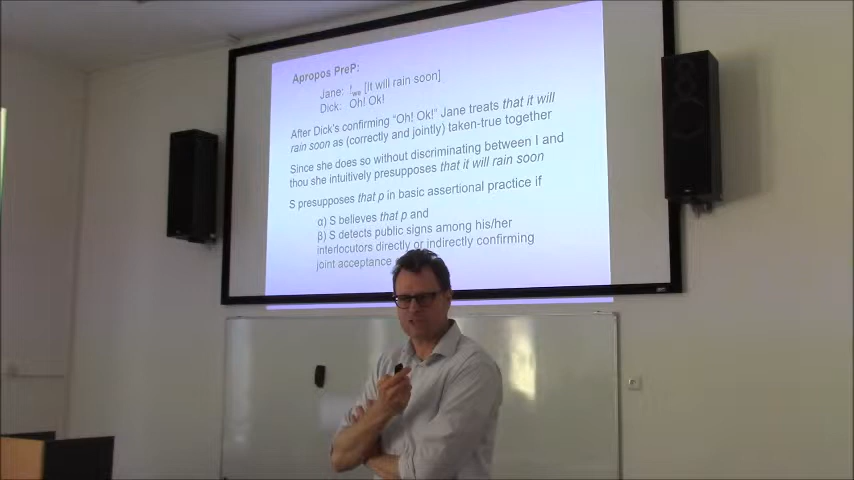 Apropos PreP:
Jane: !we [It will rain soon]
Dick: Oh! Ok!
After Dick's confirming "Oh! Ok!" Jane treats that it will
rain soon as (correctly and jointly) taken-true together
Since she does so without discriminating between I and
thou she intuitively presupposes that it will rain soon
S presupposes that p in basic assertional practice if
α) S believes that p and
β) S detects public signs among his/her
interlocutors directly or indirectly confirming
joint acceptance